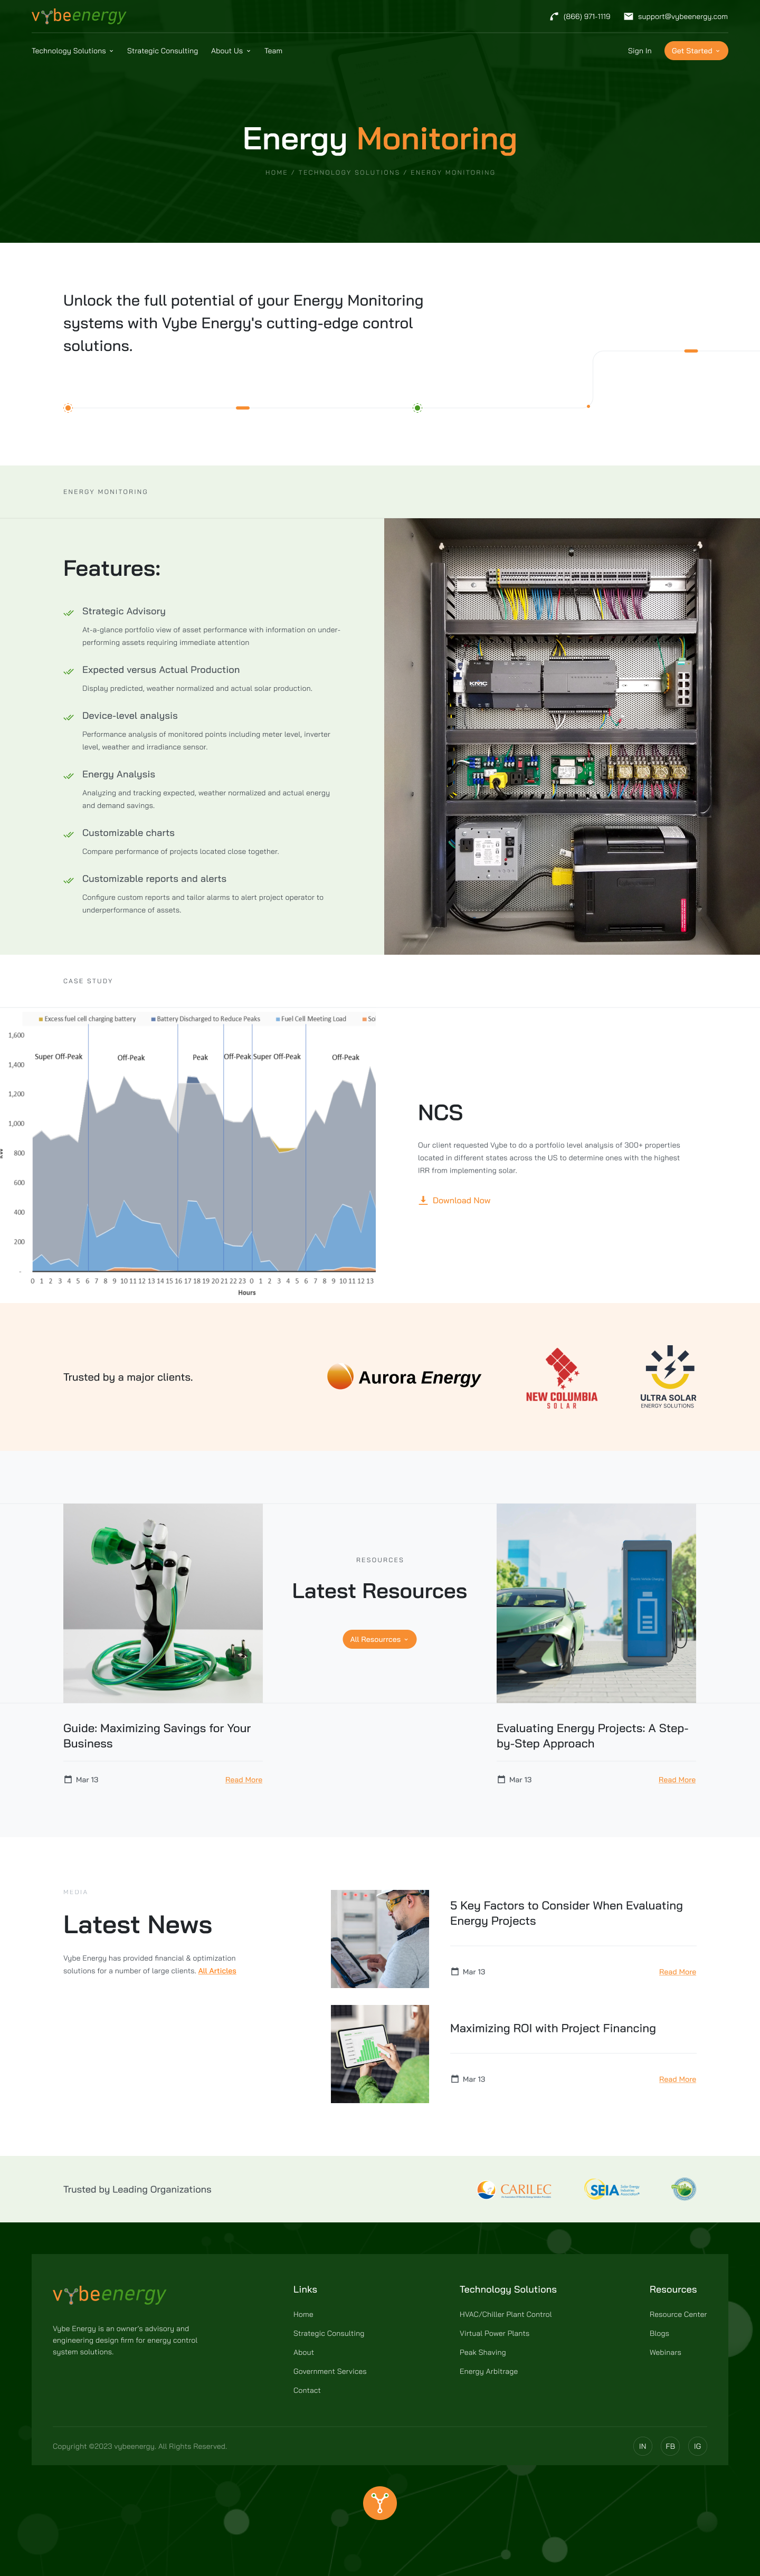 vybeenergy
(866) 971-1119
support@vybeenergy.com
Technology Solutions
Strategic Consulting
About Us
Team
Sign In
Get Started
Energy Monitoring
HOME / TECHNOLOGY SOLUTIONS / ENERGY MONITORING
Unlock the full potential of your Energy Monitoring
systems with Vybe Energy's cutting-edge control
solutions.
ENERGY MONITORING
Features:
Strategic Advisory
At-a-glance portfolio view of asset performance with information on under-
performing assets requiring immediate attention
Expected versus Actual Production
Display predicted, weather normalized and actual solar production.
Device-level analysis
Performance analysis of monitored points including meter level, inverter
level, weather and irradiance sensor.
Energy Analysis
Analyzing and tracking expected, weather normalized and actual energy
and demand savings.
Customizable charts
Compare performance of projects located close together.
Customizable reports and alerts
Configure custom reports and tailor alarms to alert project operator to
underperformance of assets.
KMC
CASE STUDY
Excess fuel cell charging battery
Battery Discharged to Reduce Peaks
Fuel Cell Meeting Load
So
1,600
1,400
1,200
1,000
800
600
400
200
-
Super Off-Peak
Off-Peak
Peak
Off-Peak
Super Off-Peak
Off-Peak
0 1 2 3 4 5 6 7 8 9 10 11 12 13 14 15 16 17 18 19 20 21 22 23 0 1 2 3 4 5 6 7 8 9 10 11 12 13
Hours
NCS
Our client requested Vybe to do a portfolio level analysis of 300+ properties
located in different states across the US to determine ones with the highest
IRR from implementing solar.
Download Now
Trusted by a major clients.
Aurora Energy
NEW COLUMBIA
SOLAR
ULTRA SOLAR
ENERGY SOLUTIONS
RESOURCES
Latest Resources
All Resourrces
Guide: Maximizing Savings for Your
Business
Mar 13
Read More
Evaluating Energy Projects: A Step-
by-Step Approach
Mar 13
Read More
MEDIA
Latest News
Vybe Energy has provided financial & optimization
solutions for a number of large clients. All Articles
5 Key Factors to Consider When Evaluating
Energy Projects
Mar 13
Read More
Maximizing ROI with Project Financing
Mar 13
Read More
Trusted by Leading Organizations
CARILEC
SEIA
Solar Energy
Industries
Association
vybeenergy
Vybe Energy is an owner's advisory and
engineering design firm for energy control
system solutions.
Links
Home
Strategic Consulting
About
Government Services
Contact
Technology Solutions
HVAC/Chiller Plant Control
Virtual Power Plants
Peak Shaving
Energy Arbitrage
Resources
Resource Center
Blogs
Webinars
Copyright ©2023 vybeenergy. All Rights Reserved.
IN
FB
IG